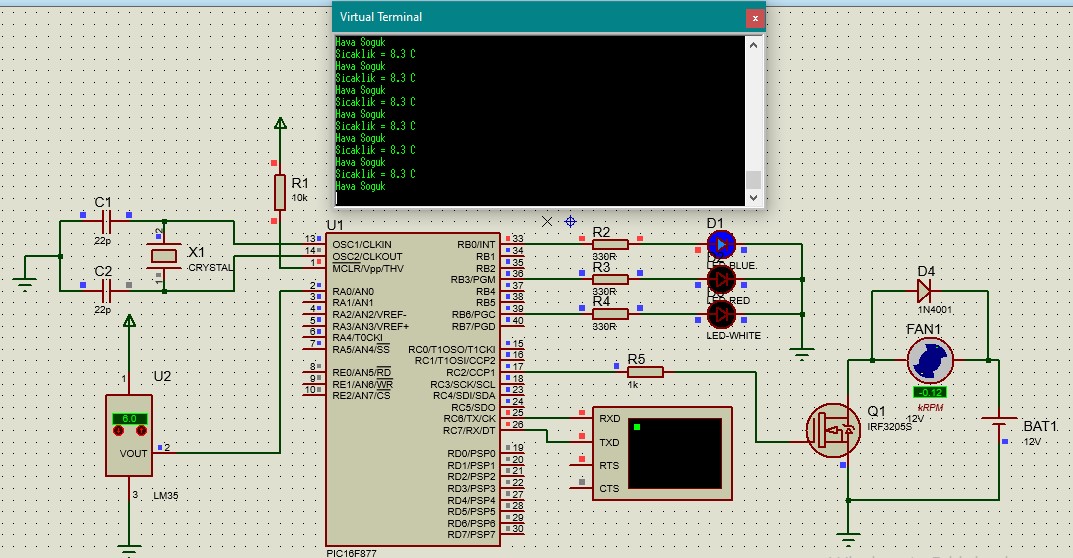 Virtual Terminal
Hava Soguk
Sicaklik = 8.3 C
Hava Soguk
Sicaklik = 8.3 C
Hava Soguk
Sicaklik = 8.3 C
Hava Soguk
Sicaklik = 8.3 C
Hava Soguk
Sicaklik = 8.3 C
Hava Soguk
Sicaklik = 8.3 C
Hava Soguk
R1
10k
C1
22p
X1
CRYSTAL
C2
22p
2
1
U1
13 OSC1/CLKIN
14 OSC2/CLKOUT
1 MCLR/Vpp/THV
2 RA0/AN0
3 RA1/AN1
4 RA2/AN2/VREF-
5 RA3/AN3/VREF+
6 RA4/T0CKI
7 RA5/AN4/SS
8 RE0/AN5/RD
9 RE1/AN6/WR
10 RE2/AN7/CS
RB0/INT 33
RB1 34
RB2 35
RB3/PGM 36
RB4 37
RB5 38
RB6/PGC 39
RB7/PGD 40
RC0/T1OSO/T1CKI 15
RC1/T1OSI/CCP2 16
RC2/CCP1 17
RC3/SCK/SCL 18
RC4/SDI/SDA 23
RC5/SDO 24
RC6/TX/CK 25
RC7/RX/DT 26
RD0/PSP0 19
RD1/PSP1 20
RD2/PSP2 21
RD3/PSP3 22
RD4/PSP4 27
RD5/PSP5 28
RD6/PSP6 29
RD7/PSP7 30
PIC16F877
U2
1
6.0
VOUT 2
3
LM35
R2
330R
R3
330R
R4
330R
D1
LED-BLUE
LED-RED
LED-WHITE
R5
1k
RXD
TXD
RTS
CTS
D4
1N4001
FAN1
-0.12
kRPM
12V
Q1
IRF3205S
BAT1
12V